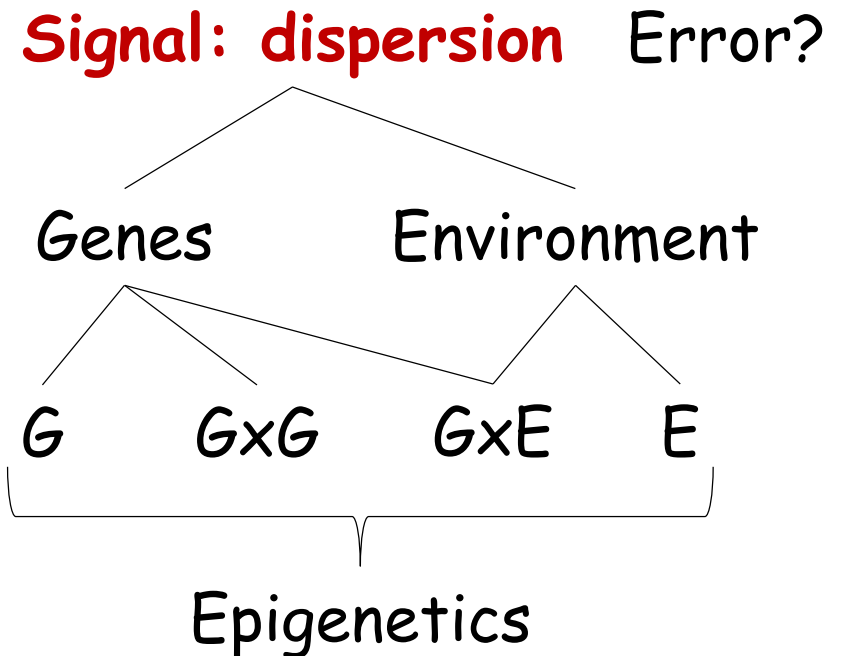 Signal: dispersion Error?
Genes Environment
G GxG GxE E
Epigenetics